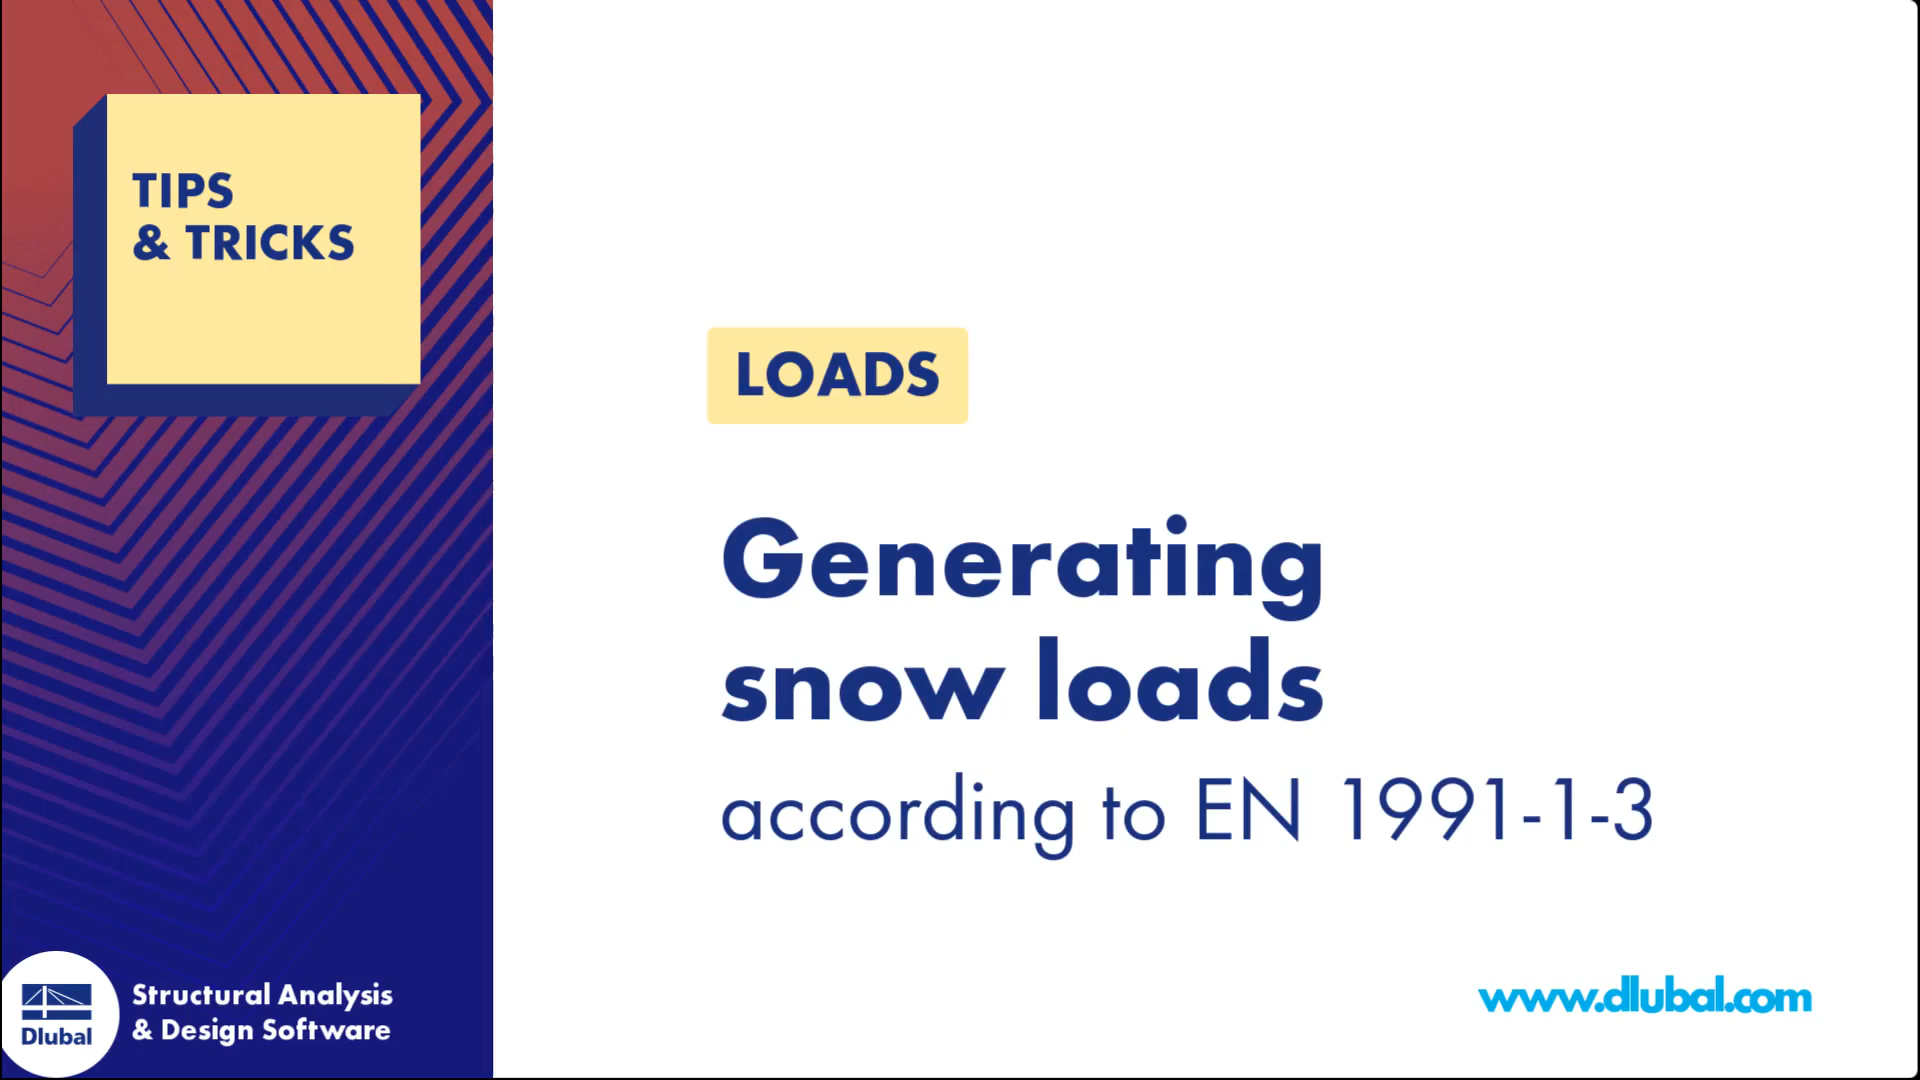 TIPS
& TRICKS
LOADS
Generating
snow loads
according to EN 1991-1-3
Dlubal
Structural Analysis
& Design Software
www.dlubal.com